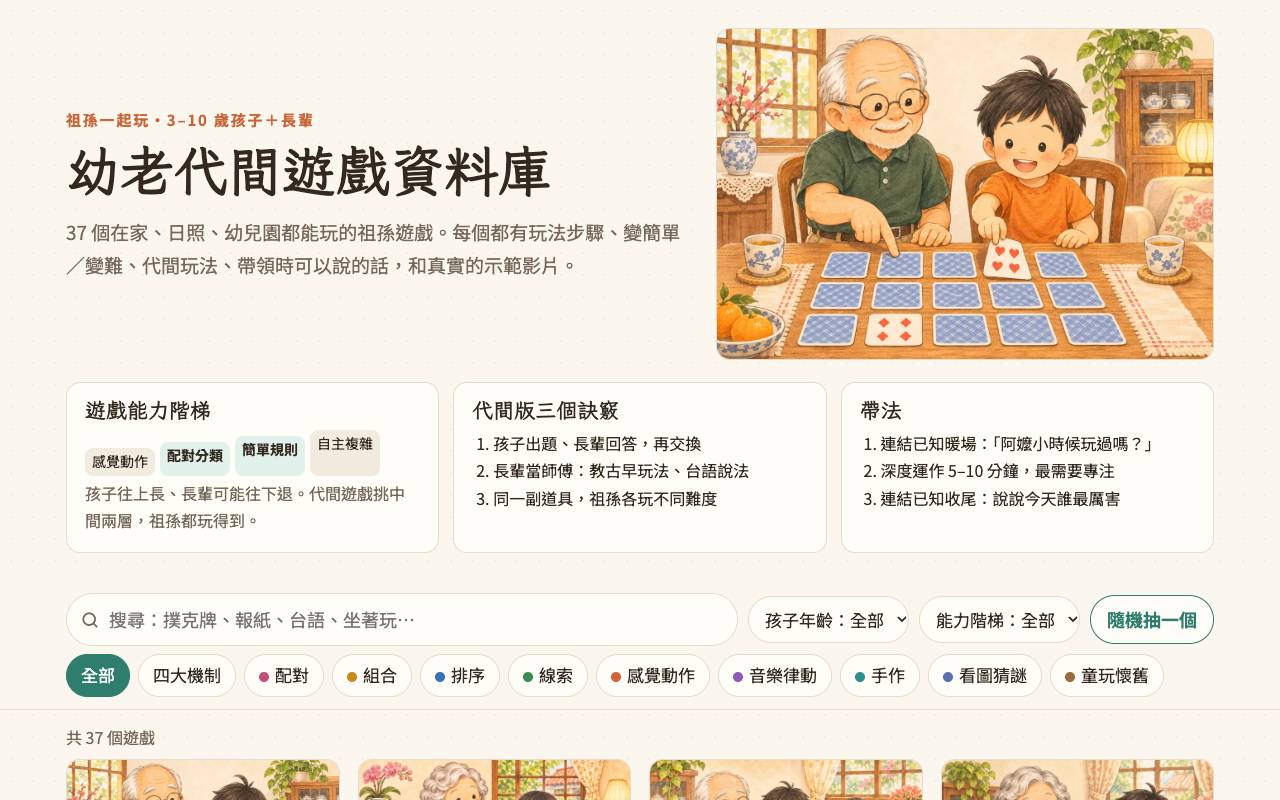 祖孫一起玩・3–10 歲孩子＋長輩
幼老代間遊戲資料庫
37 個在家、日照、幼兒園都能玩的祖孫遊戲。每個都有玩法步驟、變簡單
／變難、代間玩法、帶領時可以說的話，和真實的示範影片。
遊戲能力階梯
感覺動作
配對分類
簡單規則
自主複雜
孩子往上長、長輩可能往下退。代間遊戲挑中
間兩層，祖孫都玩得到。
代間版三個訣竅
1. 孩子出題、長輩回答，再交換
2. 長輩當師傅：教古早玩法、台語說法
3. 同一副道具，祖孫各玩不同難度
帶法
1. 連結已知暖場：「阿嬤小時候玩過嗎？」
2. 深度運作 5–10 分鐘，最需要專注
3. 連結已知收尾：說說今天誰最厲害
搜尋：撲克牌、報紙、台語、坐著玩⋯
孩子年齡：全部
能力階梯：全部
隨機抽一個
全部
四大機制
配對
組合
排序
線索
感覺動作
音樂律動
手作
看圖猜謎
童玩懷舊
共 37 個遊戲